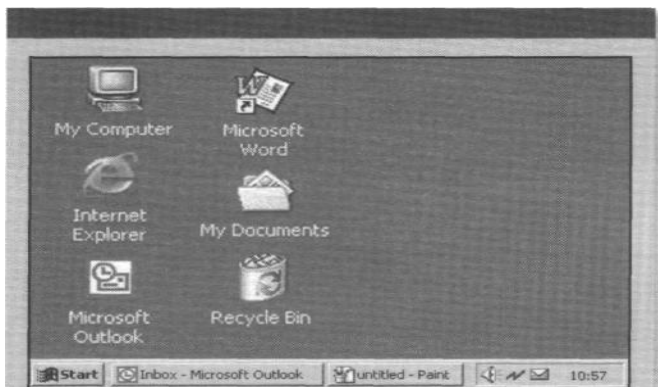 My Computer
Microsoft
Word
Internet
Explorer
My Documents
Microsoft
Outlook
Recycle Bin
Start
Inbox - Microsoft Outlook
untitled - Paint
10:57